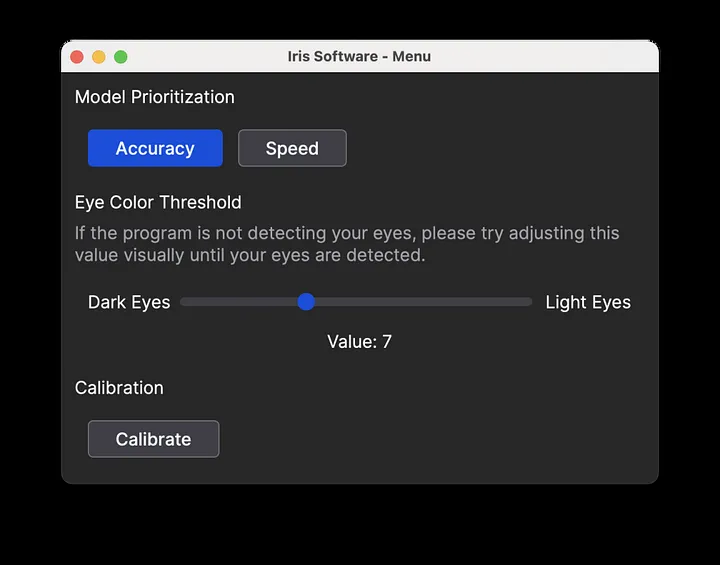 Iris Software - Menu
Model Prioritization
Accuracy Speed
Eye Color Threshold
If the program is not detecting your eyes, please try adjusting this
value visually until your eyes are detected.
Dark Eyes Light Eyes
Value: 7
Calibration
Calibrate